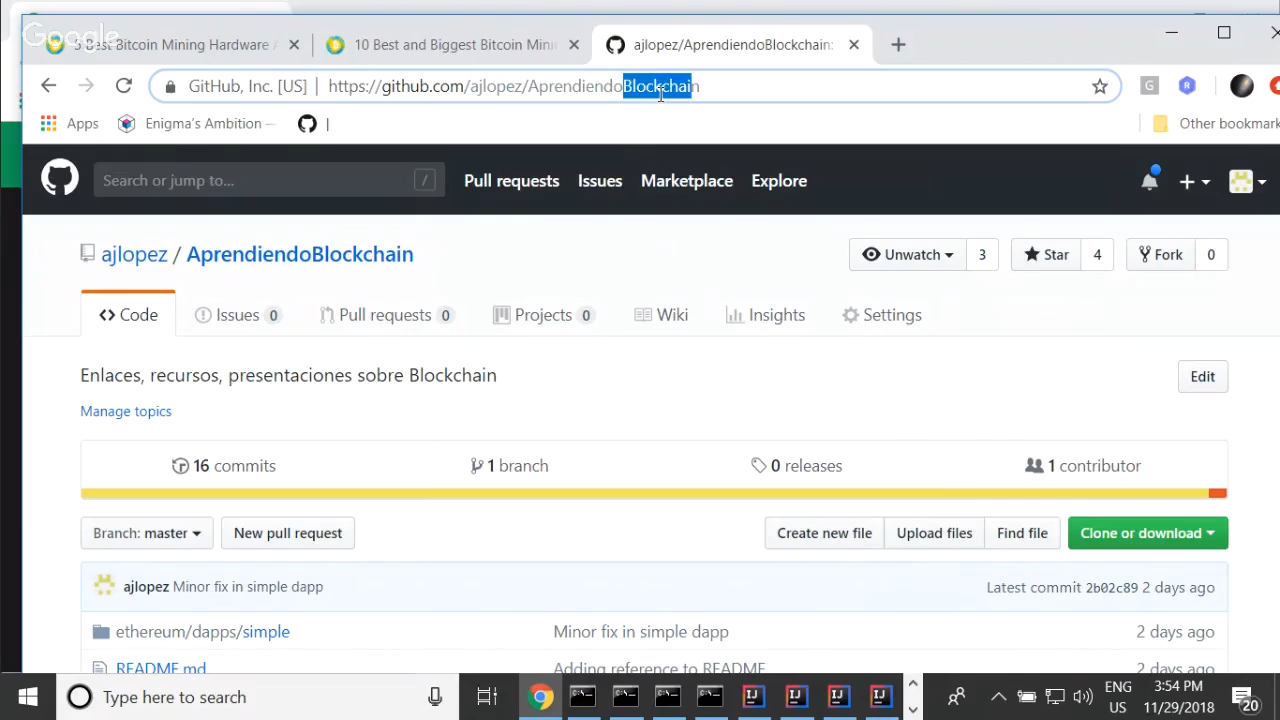 Google
5 Best Bitcoin Mining Hardware
10 Best and Biggest Bitcoin Mini
ajlopez/AprendiendoBlockchain:
GitHub, Inc. [US] | https://github.com/ajlopez/AprendiendoBlockchain
G
R
Apps
Enigma's Ambition —
|
Other bookmark
Search or jump to...
/
Pull requests
Issues
Marketplace
Explore
ajlopez / AprendiendoBlockchain
Unwatch 3
Star 4
Fork 0
Code
Issues 0
Pull requests 0
Projects 0
Wiki
Insights
Settings
Enlaces, recursos, presentaciones sobre Blockchain
Edit
Manage topics
16 commits
1 branch
0 releases
1 contributor
Branch: master
New pull request
Create new file
Upload files
Find file
Clone or download
ajlopez Minor fix in simple dapp
Latest commit 2b02c89 2 days ago
ethereum/dapps/simple
Minor fix in simple dapp
2 days ago
README.md
Adding reference to README
2 days ago
Type here to search
ENG
US
3:54 PM
11/29/2018
20